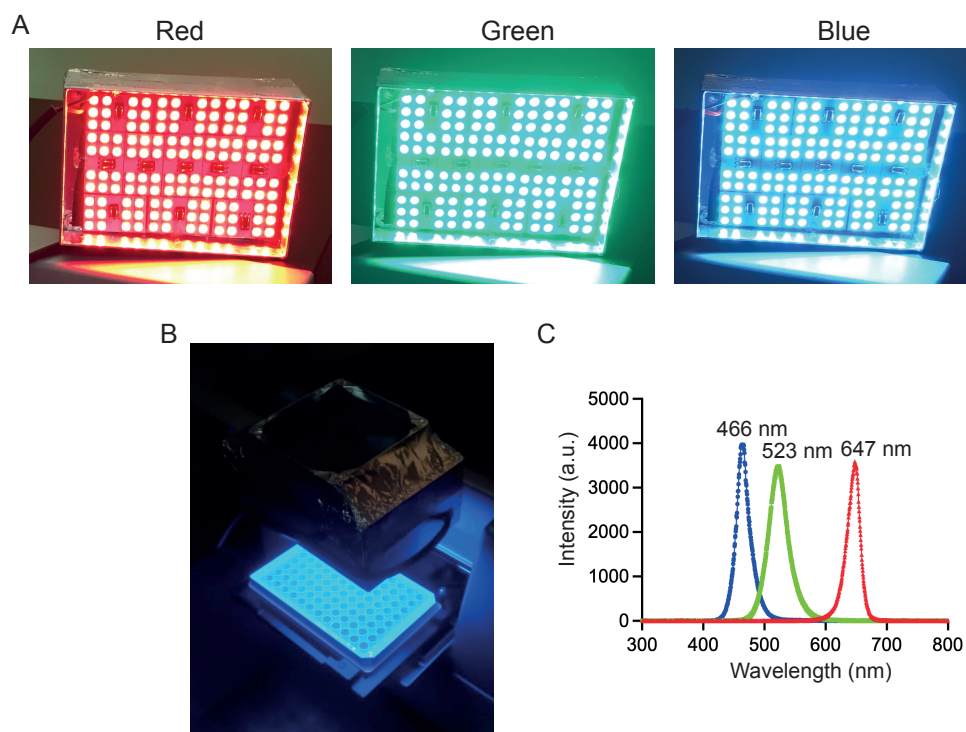 A
Red
Green
Blue
B
C
5000
4000
3000
2000
1000
0
Intensity (a.u.)
466 nm
523 nm
647 nm
300
400
500
600
700
800
Wavelength (nm)